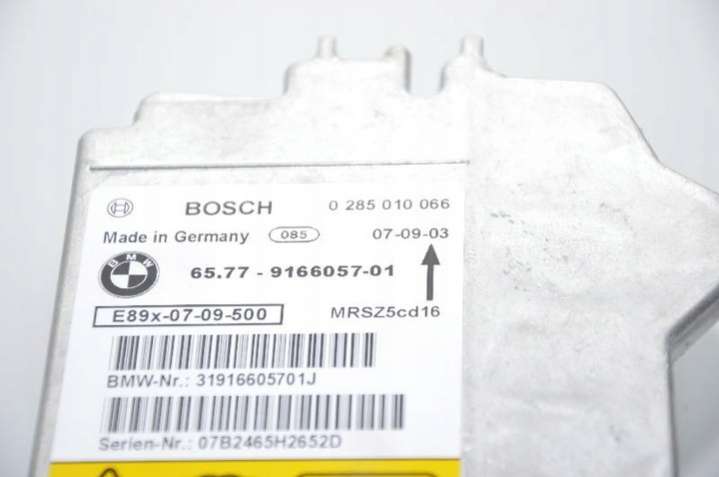 BOSCH 0 285 010 066
Made in Germany 085 07-09-03
BMW 65.77 - 9166057-01
E89x-07-09-500 MRSZ5cd16
BMW-Nr.: 31916605701J
Serien-Nr.: 07B2465H2652D